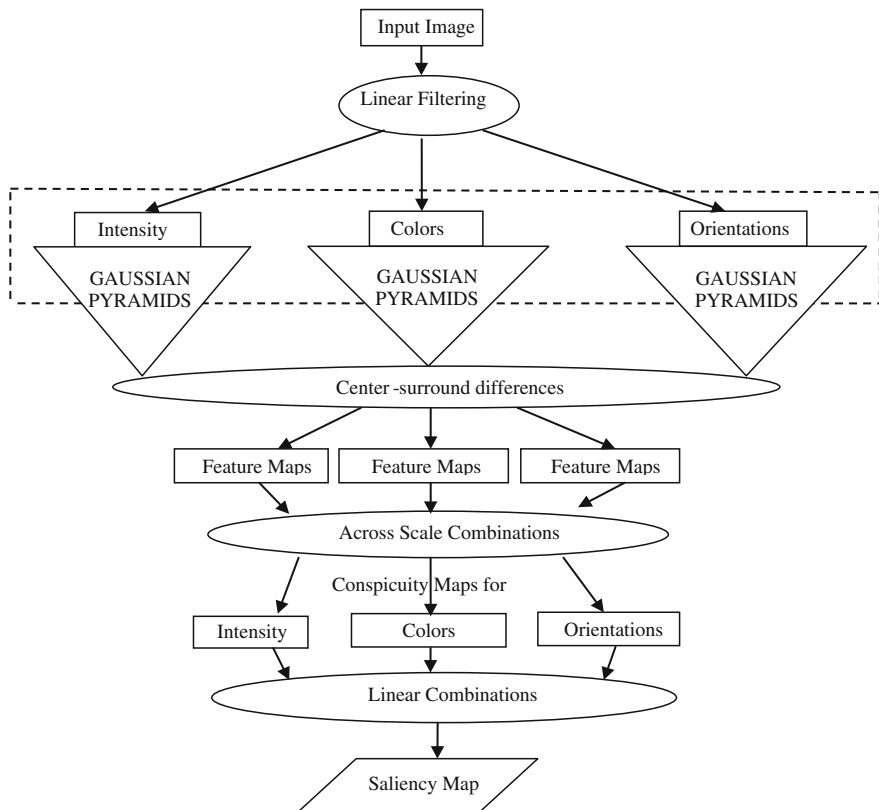 Input Image
Linear Filtering
Intensity
Colors
Orientations
GAUSSIAN
PYRAMIDS
GAUSSIAN
PYRAMIDS
GAUSSIAN
PYRAMIDS
Center-surround differences
Feature Maps
Feature Maps
Feature Maps
Across Scale Combinations
Conspicuity Maps for
Intensity
Colors
Orientations
Linear Combinations
Saliency Map